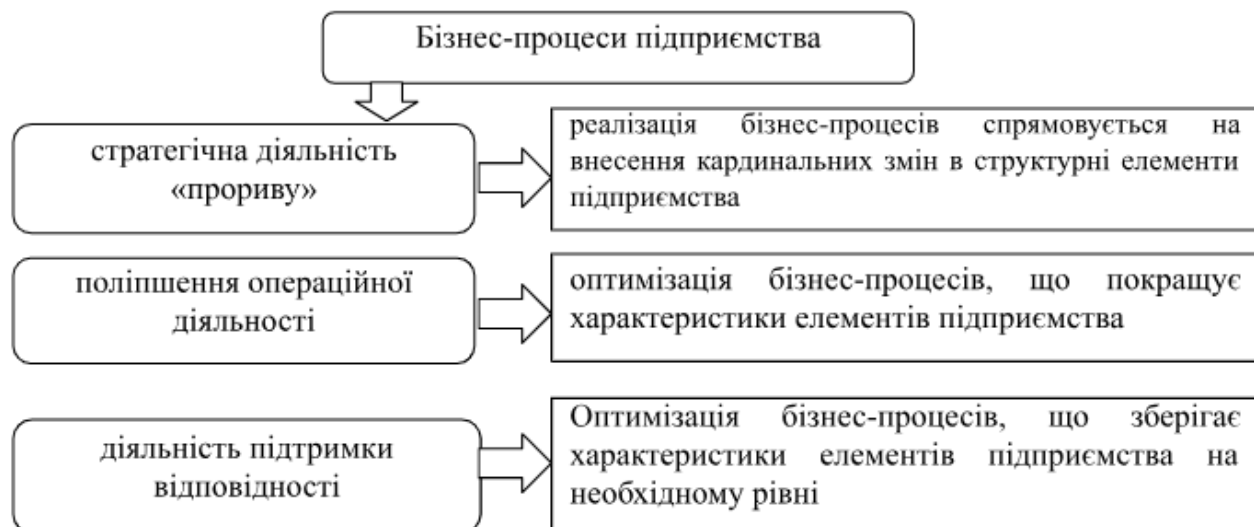 Бізнес-процеси підприємства
стратегічна діяльність
«прориву»
реалізація бізнес-процесів спрямовується на
внесення кардинальних змін в структурні елементи
підприємства
поліпшення операційної
діяльності
оптимізація бізнес-процесів, що покращує
характеристики елементів підприємства
діяльність підтримки
відповідності
Оптимізація бізнес-процесів, що зберігає
характеристики елементів підприємства на
необхідному рівні